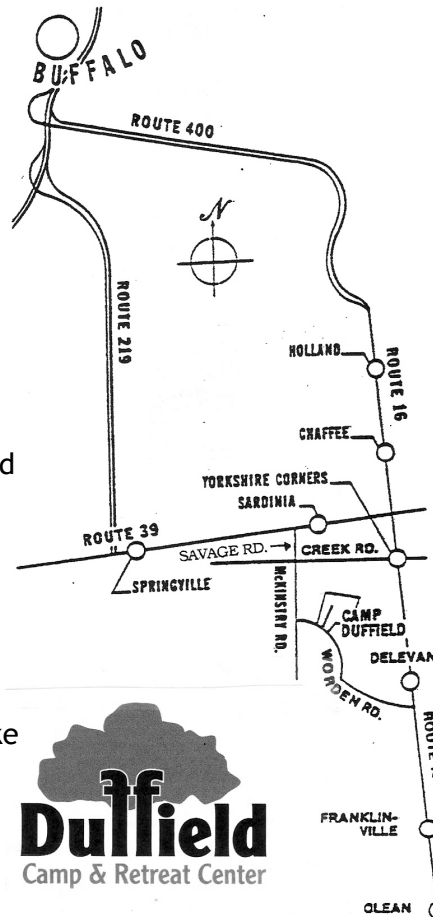 BUFFALO
ROUTE 400
N
ROUTE 219
HOLLAND
ROUTE 16
CHAFFEE
YORKSHIRE CORNERS
SARDINIA
ROUTE 39
SAVAGE RD.
CREEK RD.
SPRINGVILLE
McKINSTRY RD.
CAMP
DUFFIELD
WORDEN RD.
DELEVAN
Duffield
Camp & Retreat Center
FRANKLIN-
VILLE
OLEAN